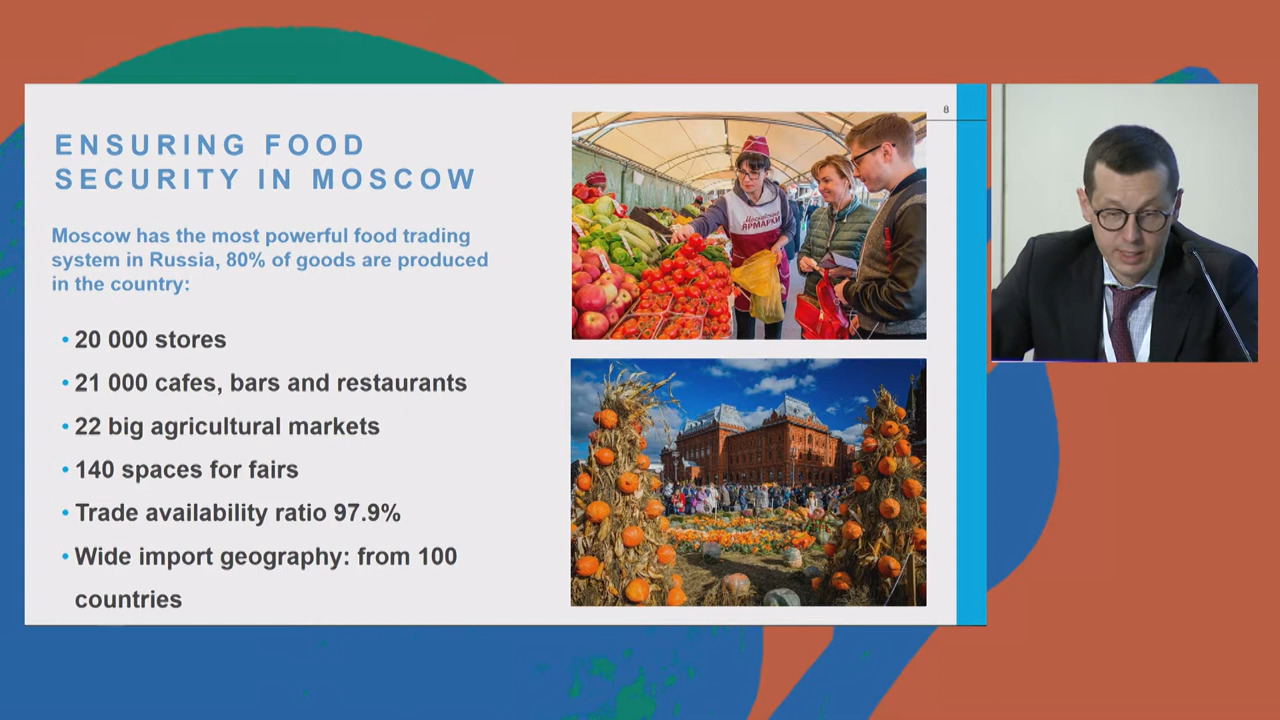 8
ENSURING FOOD
SECURITY IN MOSCOW
Moscow has the most powerful food trading
system in Russia, 80% of goods are produced
in the country:
• 20 000 stores
• 21 000 cafes, bars and restaurants
• 22 big agricultural markets
• 140 spaces for fairs
• Trade availability ratio 97.9%
• Wide import geography: from 100
countries
Московские
ЯРМАРКИ